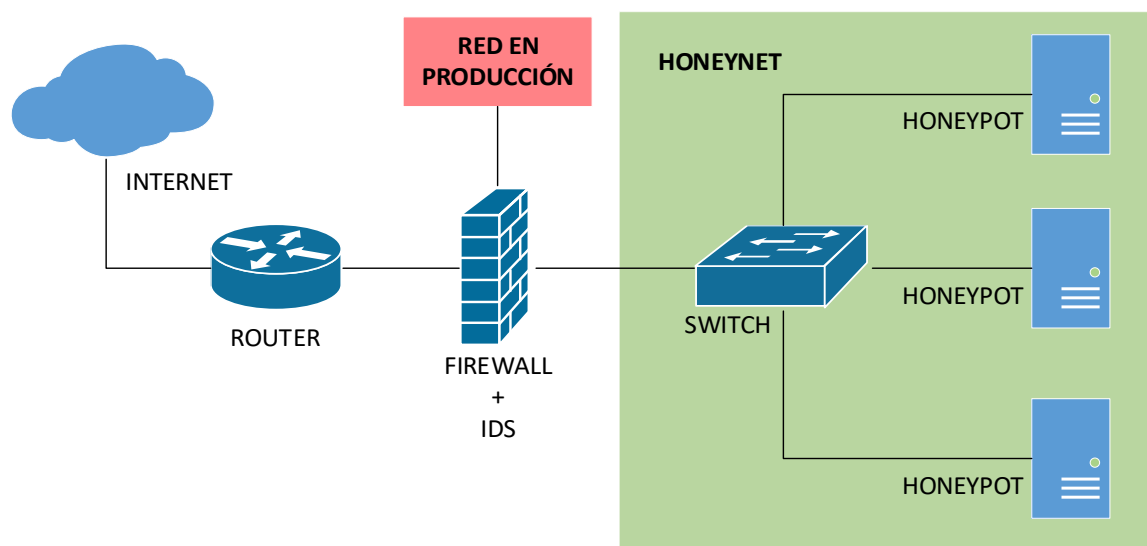 RED EN
PRODUCCIÓN
HONEYNET
HONEYPOT
INTERNET
HONEYPOT
SWITCH
ROUTER
FIREWALL
+
IDS
HONEYPOT